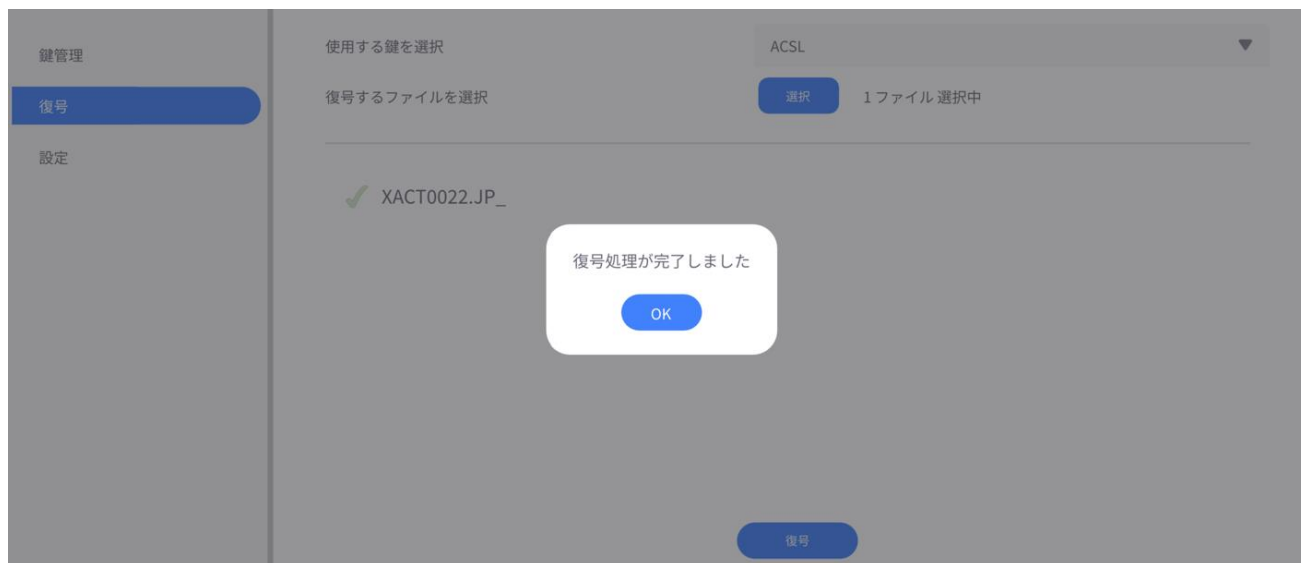 鍵管理
復号
設定
使用する鍵を選択 ACSL
復号するファイルを選択 選択 1 ファイル 選択中
XACT0022.JP_
復号処理が完了しました
OK
復号